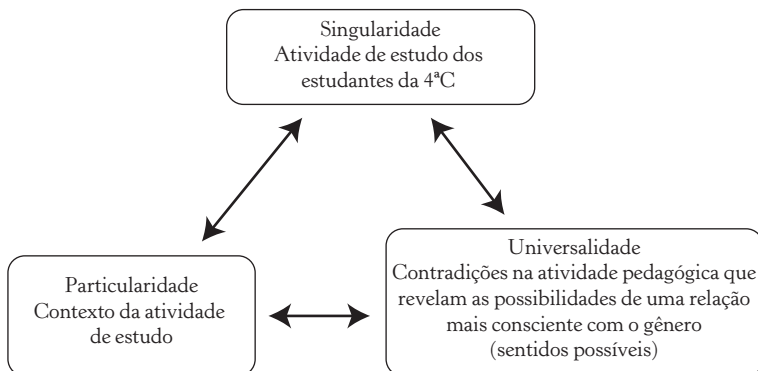 Singularidade
Atividade de estudo dos
estudantes da 4ªC
Particularidade
Contexto da atividade
de estudo
Universalidade
Contradições na atividade pedagógica que
revelam as possibilidades de uma relação
mais consciente com o gênero
(sentidos possíveis)